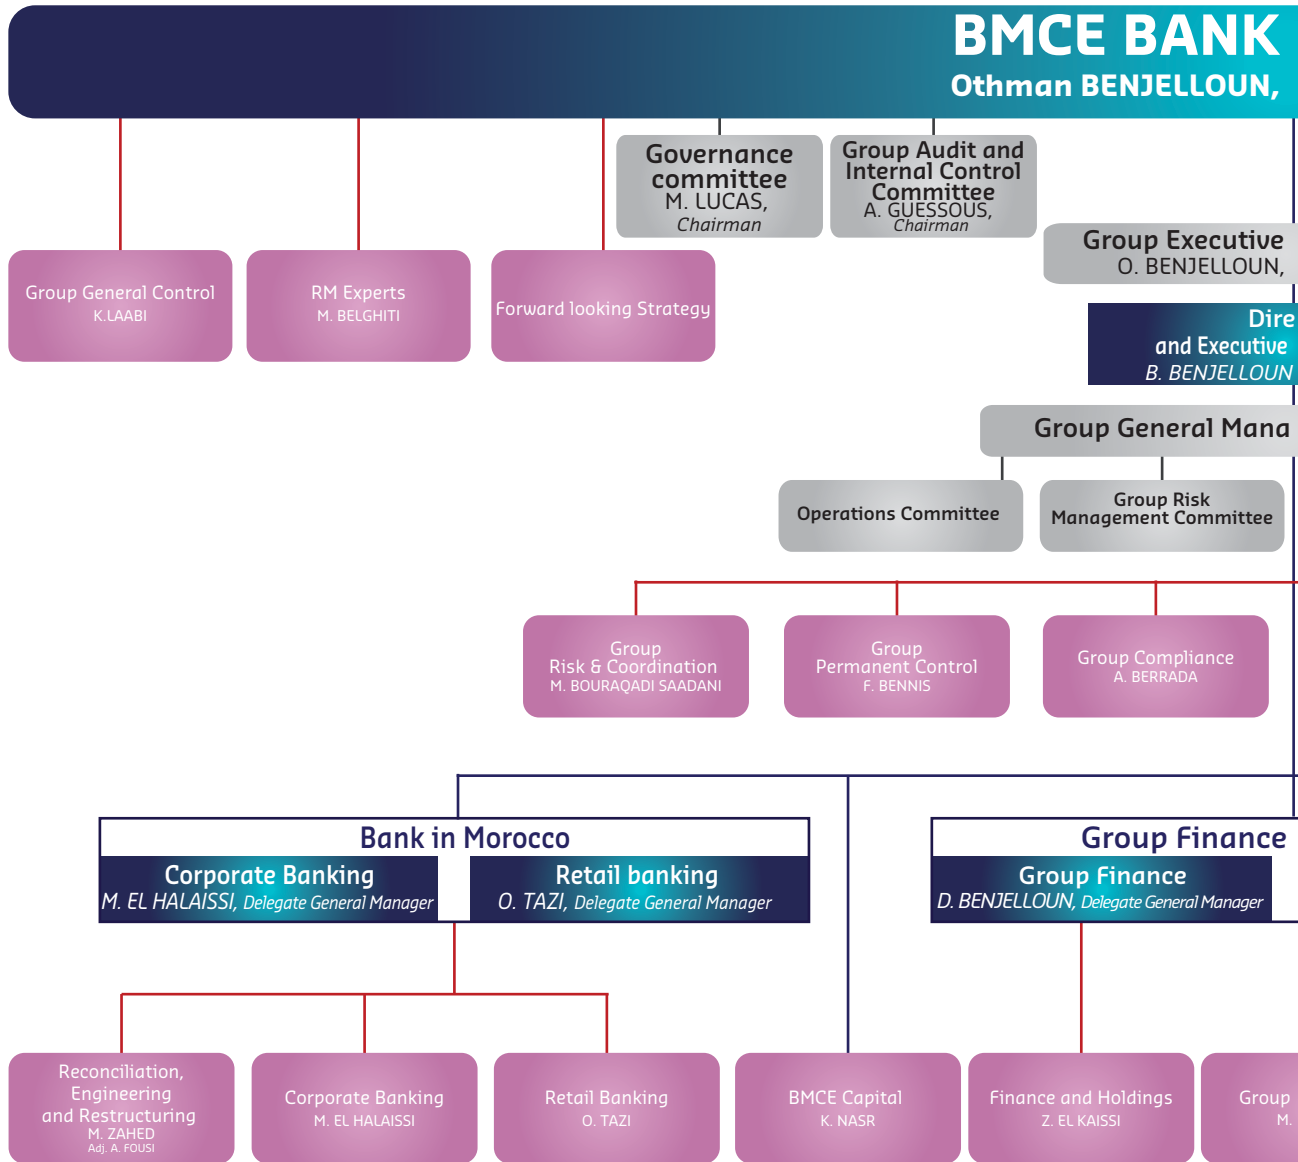 BMCE BANK
Othman BENJELLOUN,
Governance
committee
M. LUCAS,
Chairman
Group Audit and
Internal Control
Committee
A. GUESSOUS,
Chairman
Group Executive
O. BENJELLOUN,
Group General Control
K.LAABI
RM Experts
M. BELGHITI
Forward looking Strategy
Dire
and Executive
B. BENJELLOUN
Group General Mana
Operations Committee
Group Risk
Management Committee
Group
Risk & Coordination
M. BOURAQADI SAADANI
Group
Permanent Control
F. BENNIS
Group Compliance
A. BERRADA
Bank in Morocco
Corporate Banking
M. EL HALAISSI, Delegate General Manager
Retail banking
O. TAZI, Delegate General Manager
Group Finance
Group Finance
D. BENJELLOUN, Delegate General Manager
Reconciliation,
Engineering
and Restructuring
M. ZAHED
Adj. A. FOUSI
Corporate Banking
M. EL HALAISSI
Retail Banking
O. TAZI
BMCE Capital
K. NASR
Finance and Holdings
Z. EL KAISSI
Group
M.